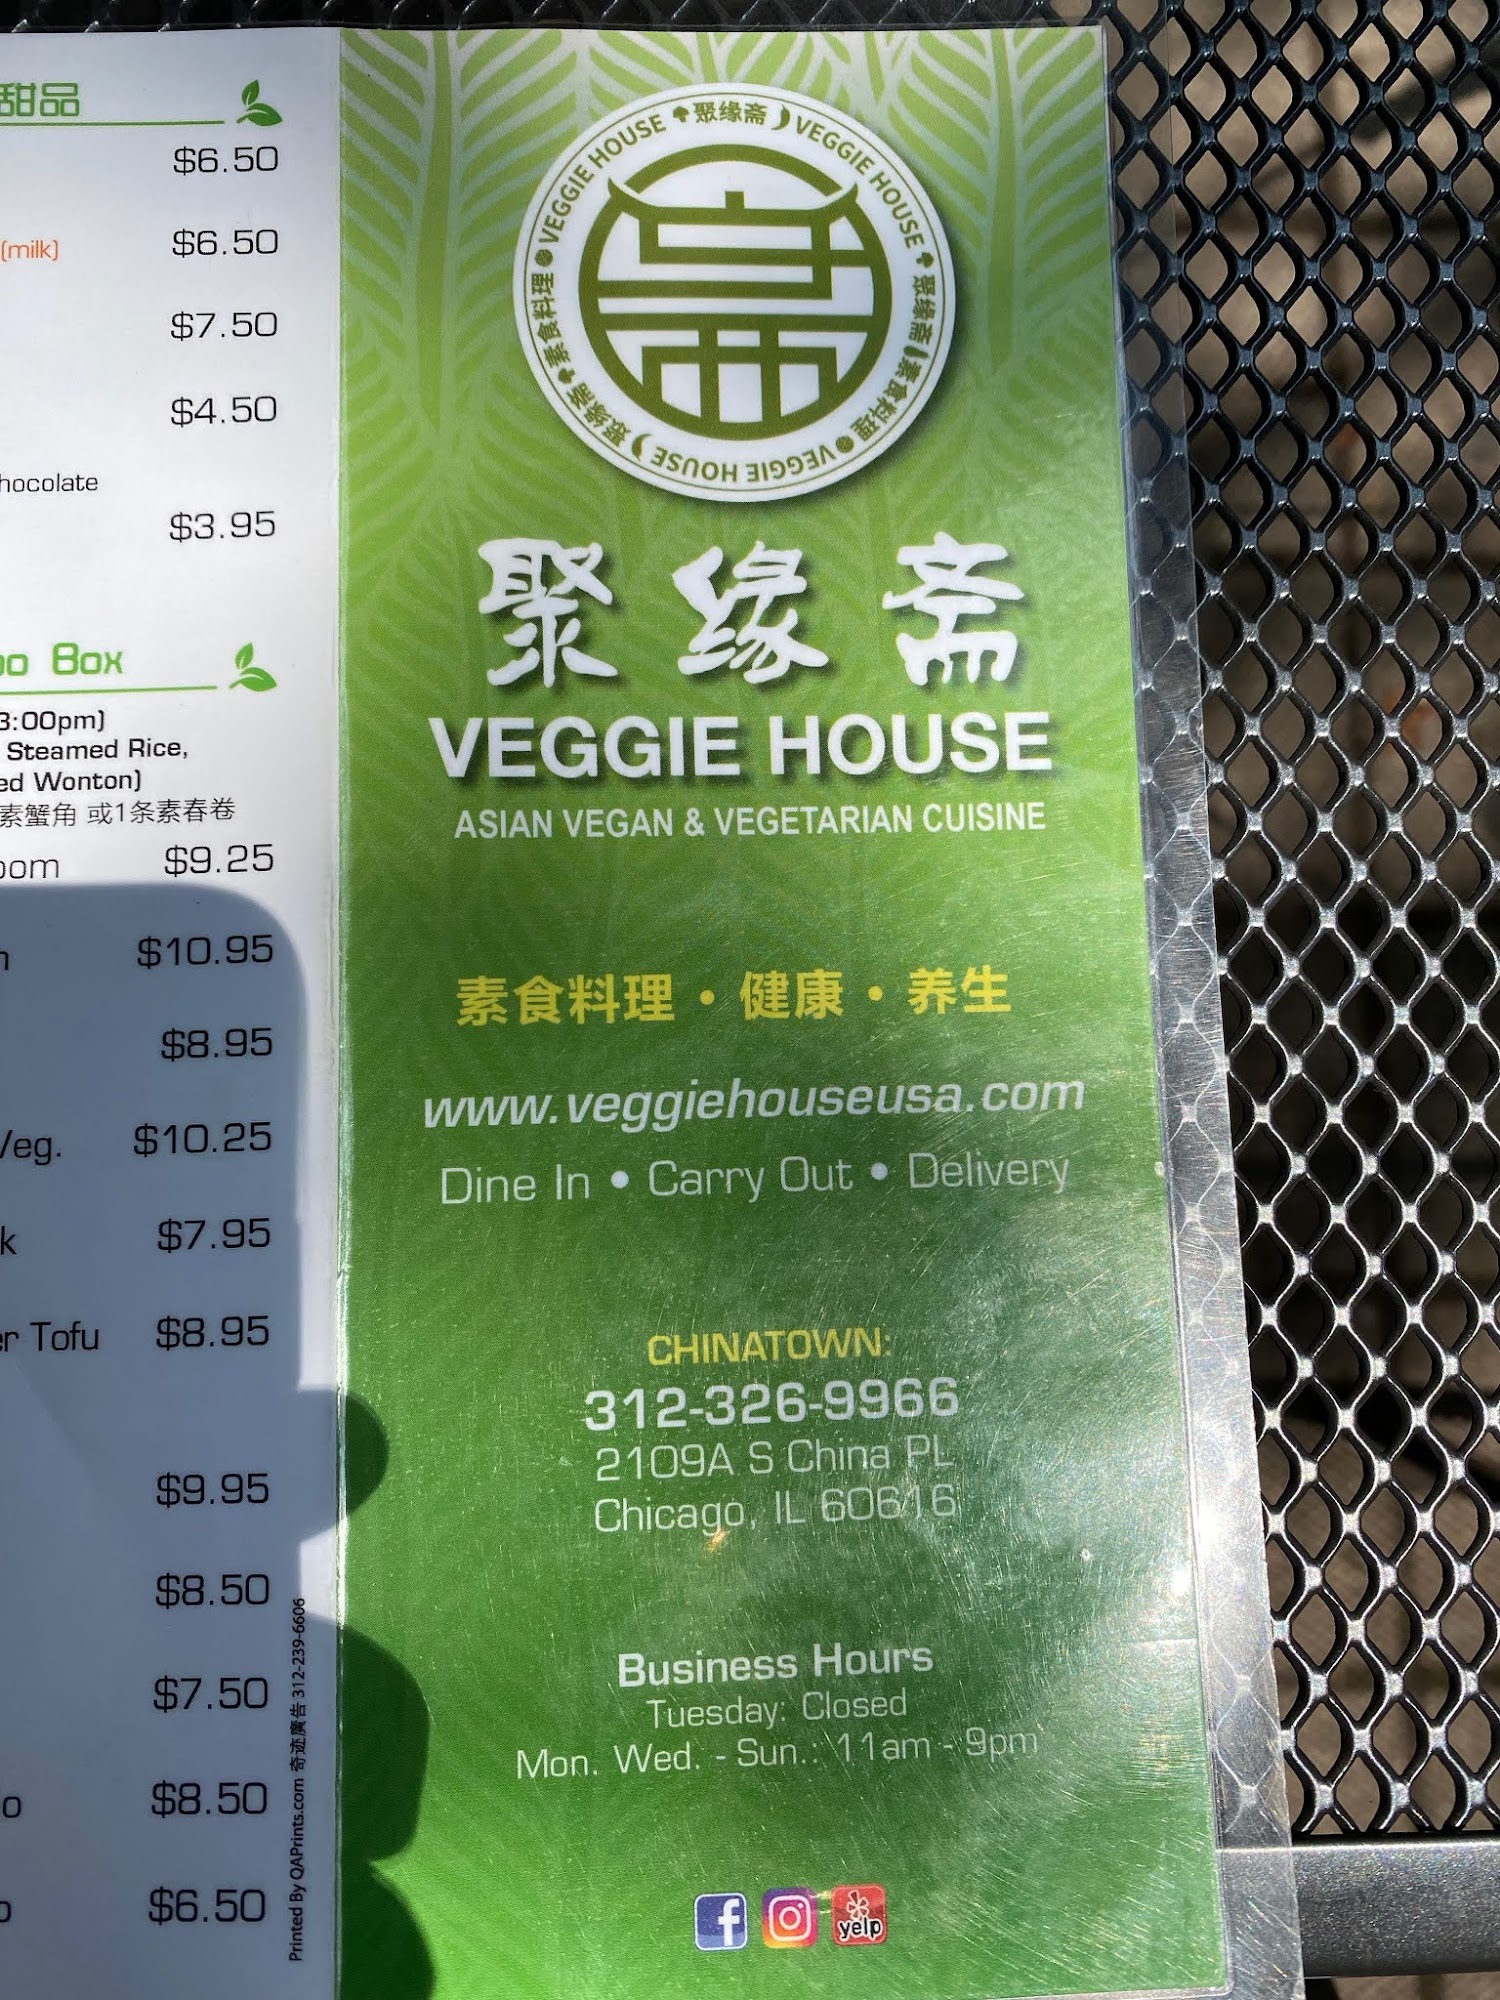 甜品
$6.50
(milk) $6.50
$7.50
$4.50
hocolate
$3.95
Box
3:00pm)
Steamed Rice,
ed Wonton)
素蟹角 或1条素春卷
oom $9.25
$10.95
$8.95
Veg. $10.25
k $7.95
er Tofu $8.95
$9.95
$8.50
$7.50
o $8.50
o $6.50
Printed By QAPrints.com 奇迹廣告 312-239-6606
VEGGIE HOUSE 聚缘斋 VEGGIE HOUSE 聚缘斋 素食料理 VEGGIE HOUSE 聚缘斋 素食料理
斋
聚缘斋
VEGGIE HOUSE
ASIAN VEGAN & VEGETARIAN CUISINE
素食料理 • 健康 • 养生
www.veggiehouseusa.com
Dine In • Carry Out • Delivery
CHINATOWN:
312-326-9966
2109A S China PL
Chicago, IL 60616
Business Hours
Tuesday: Closed
Mon. Wed. - Sun.: 11am - 9pm
f
yelp